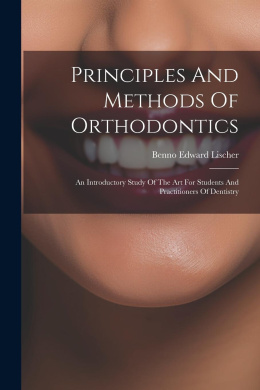 Principles And
Methods Of
Orthodontics
Benno Edward Lischer
An Introductory Study Of The Art For Students And
Practitioners Of Dentistry